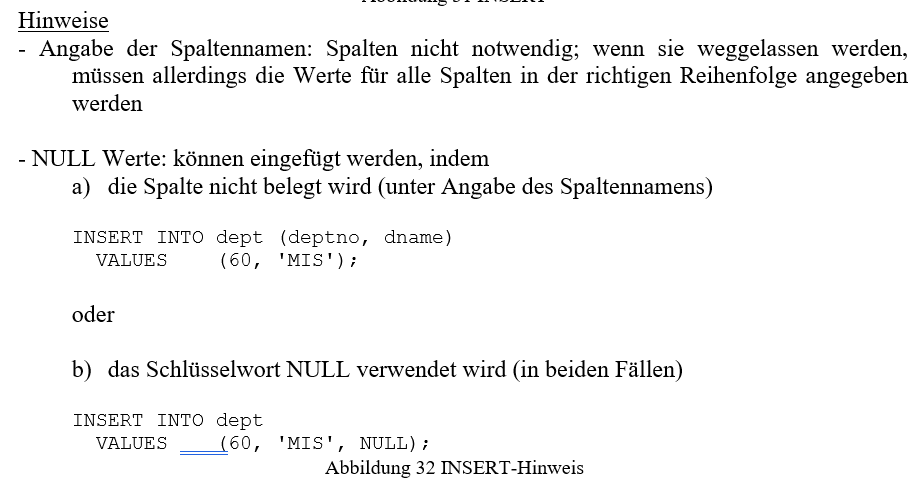 Hinweise
- Angabe der Spaltennamen: Spalten nicht notwendig; wenn sie weggelassen werden,
müssen allerdings die Werte für alle Spalten in der richtigen Reihenfolge angegeben
werden
- NULL Werte: können eingefügt werden, indem
a) die Spalte nicht belegt wird (unter Angabe des Spaltennamens)
INSERT INTO dept (deptno, dname)
VALUES (60, 'MIS');
oder
b) das Schlüsselwort NULL verwendet wird (in beiden Fällen)
INSERT INTO dept
VALUES (60, 'MIS', NULL);
Abbildung 32 INSERT-Hinweis